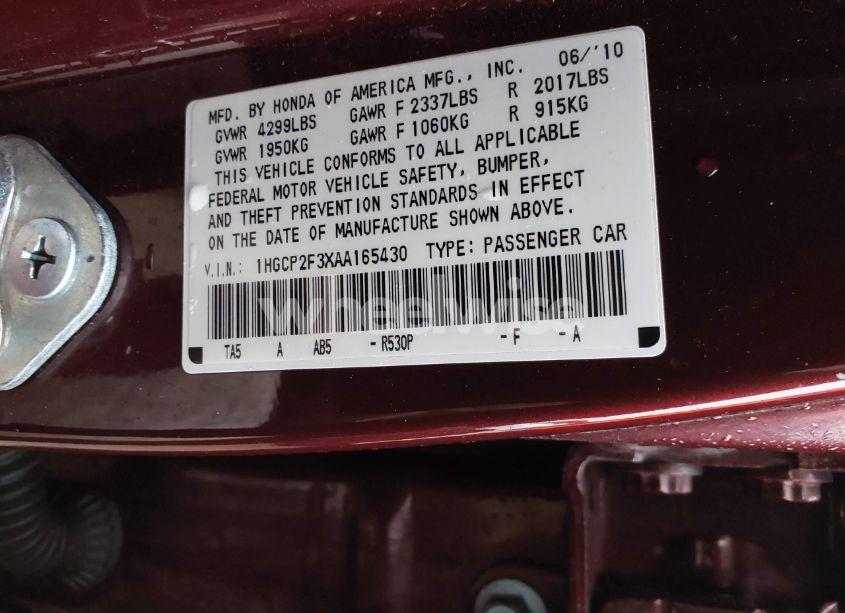 MFD. BY HONDA OF AMERICA MFG., INC. 06/'10
GVWR 4299LBS GAWR F 2337LBS R 2017LBS
GVWR 1950KG GAWR F 1060KG R 915KG
THIS VEHICLE CONFORMS TO ALL APPLICABLE
FEDERAL MOTOR VEHICLE SAFETY, BUMPER,
AND THEFT PREVENTION STANDARDS IN EFFECT
ON THE DATE OF MANUFACTURE SHOWN ABOVE.
V.I.N.: 1HGCP2F3XAA165430 TYPE: PASSENGER CAR
wheelwise
TA5 A AB5 - R530P - F - A